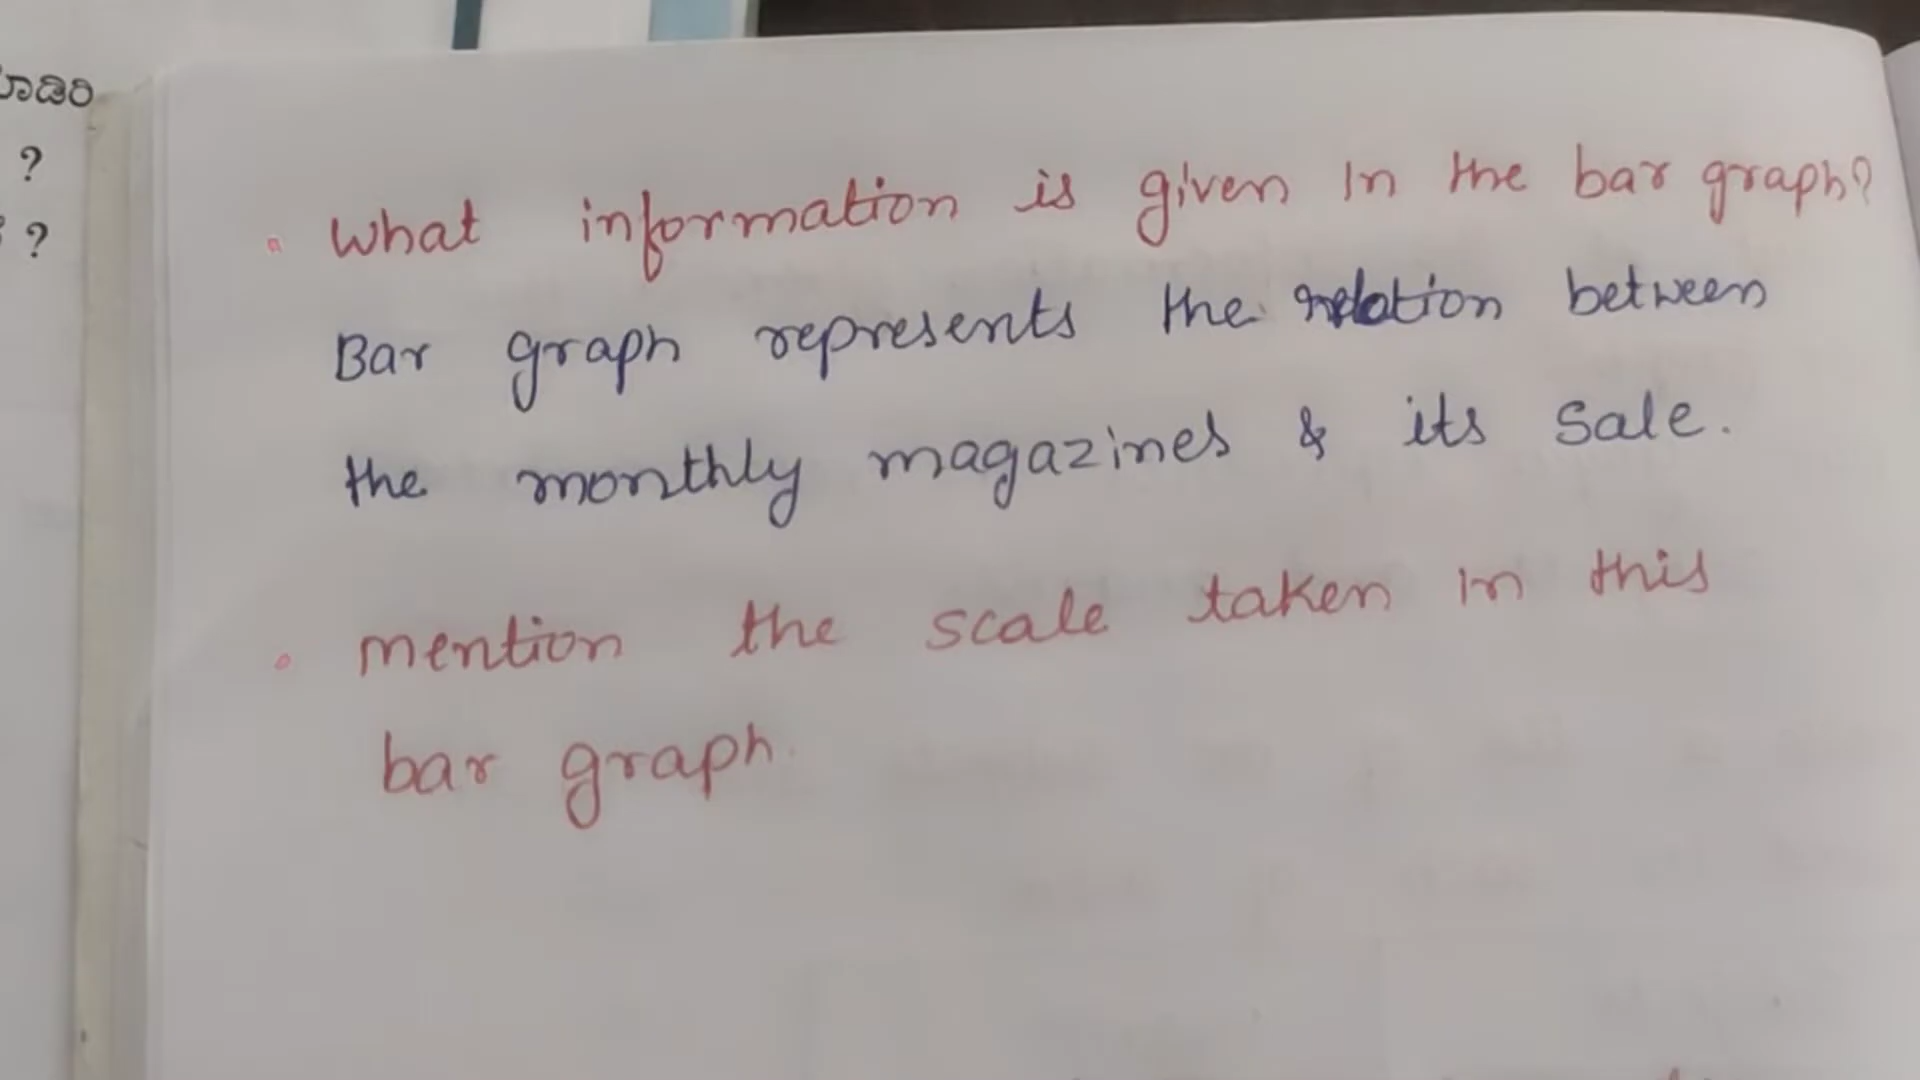 ?
?
What information is given in the bar graph?
Bar graph represents the relation between
the monthly magazines & its sale.
mention the scale taken in this
bar graph.